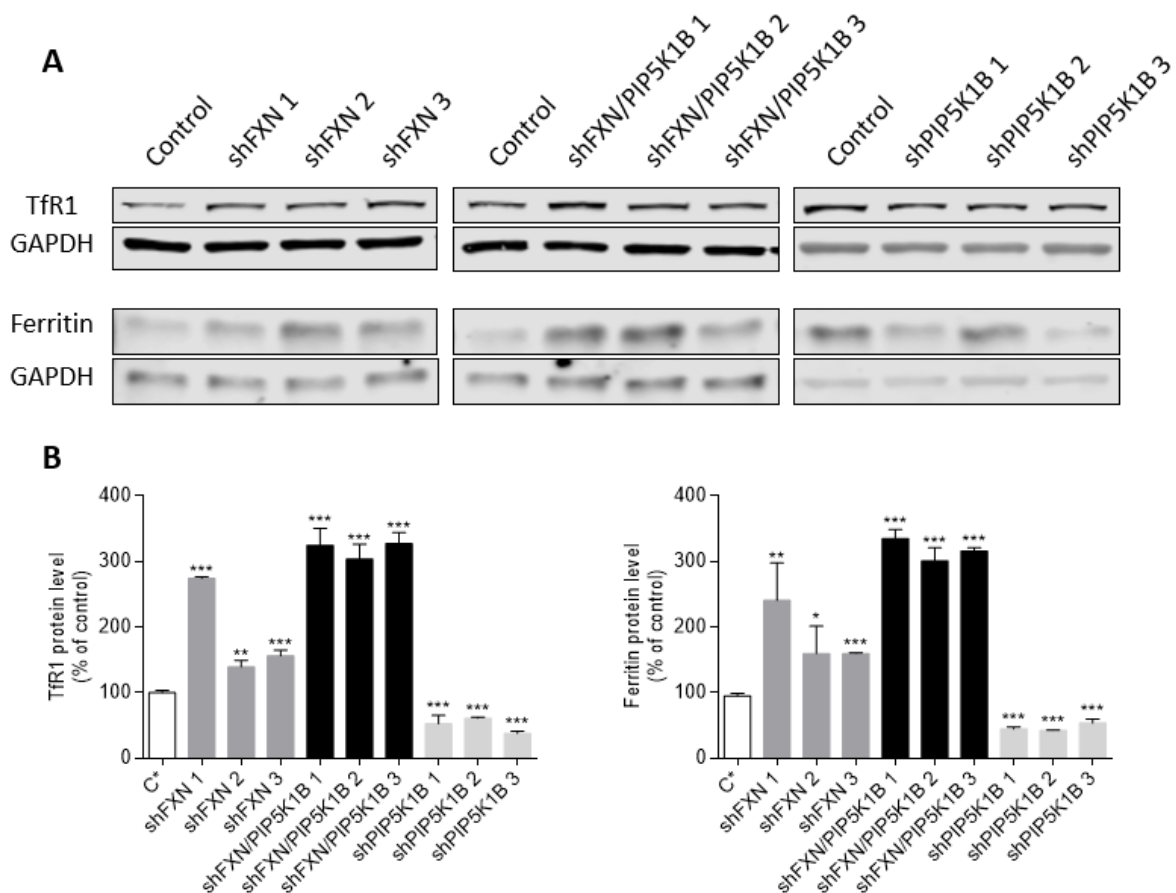 A
Control
shFXN 1
shFXN 2
shFXN 3
Control
shFXN/PIP5K1B 1
shFXN/PIP5K1B 2
shFXN/PIP5K1B 3
Control
shPIP5K1B 1
shPIP5K1B 2
shPIP5K1B 3
TfR1
GAPDH
Ferritin
GAPDH
B
TfR1 protein level
(% of control)
400
300
200
100
0
***
**
***
***
***
***
***
***
***
C*
shFXN 1
shFXN 2
shFXN 3
shFXN/PIP5K1B 1
shFXN/PIP5K1B 2
shFXN/PIP5K1B 3
shPIP5K1B 1
shPIP5K1B 2
shPIP5K1B 3
Ferritin protein level
(% of control)
400
300
200
100
0
**
*
***
***
***
***
***
***
***
C*
shFXN 1
shFXN 2
shFXN 3
shFXN/PIP5K1B 1
shFXN/PIP5K1B 2
shFXN/PIP5K1B 3
shPIP5K1B 1
shPIP5K1B 2
shPIP5K1B 3